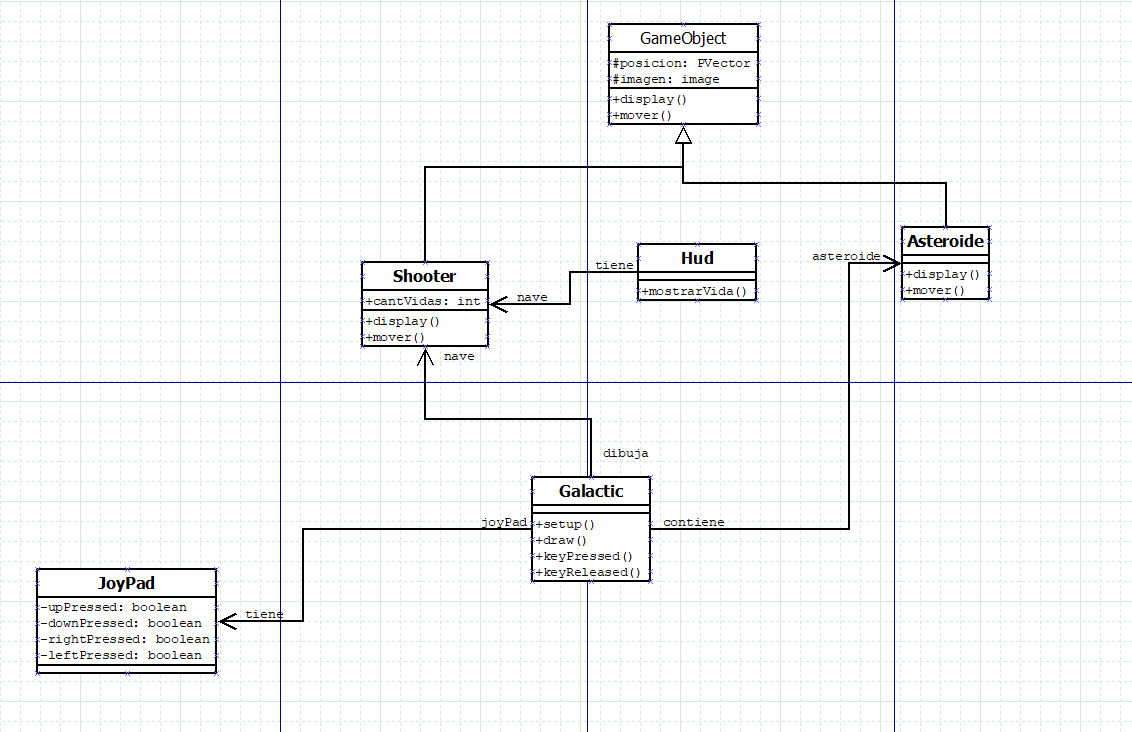 GameObject
#posicion: PVector
#imagen: image
+display()
+mover()
Shooter
+cantVidas: int
+display()
+mover()
tiene
nave
Hud
+mostrarVida()
asteroide
Asteroide
+display()
+mover()
nave
dibuja
Galactic
+setup()
+draw()
+keyPressed()
+keyReleased()
joyPad
contiene
JoyPad
-upPressed: boolean
-downPressed: boolean
-rightPressed: boolean
-leftPressed: boolean
tiene